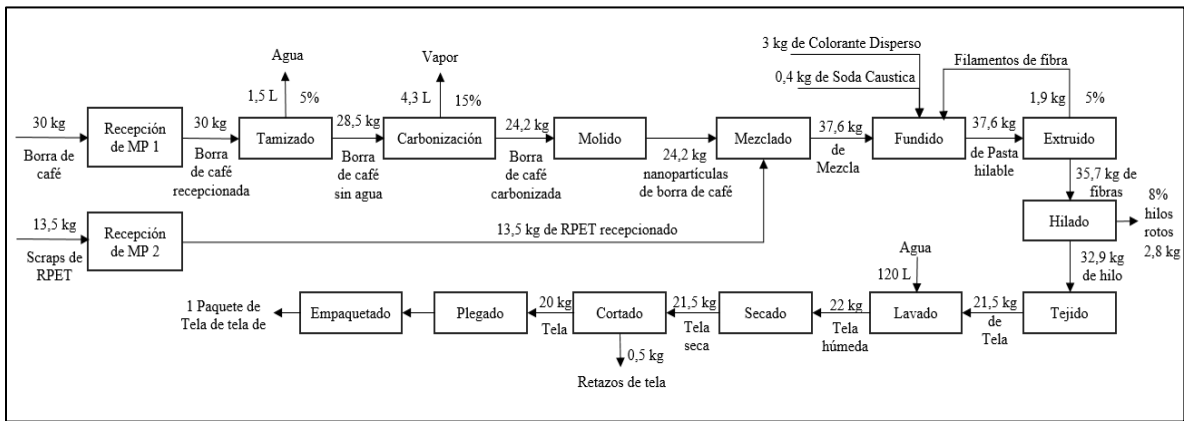 Agua
Vapor
3 kg de Colorante Disperso
0,4 kg de Soda Caustica
Filamentos de fibra
1,5 L
5%
4,3 L
15%
1,9 kg
5%
30 kg
Borra de
café
Recepción
de MP 1
30 kg
Borra
de café
recepcionada
Tamizado
28,5 kg
Borra
de café
sin agua
Carbonización
24,2 kg
Borra
de café
carbonizada
Molido
24,2 kg
nanopartículas
de borra de café
Mezclado
37,6 kg
de
Mezcla
Fundido
37,6 kg
de Pasta
hilable
Extruido
35,7 kg de
fibras
13,5 kg
Scraps de
RPET
Recepción
de MP 2
13,5 kg de RPET recepcionado
Hilado
8%
hilos
rotos
2,8 kg
32,9 kg
de hilo
Agua
120 L
1 Paquete de
Tela de tela de
Empaquetado
Plegado
20 kg
Tela
Cortado
21,5 kg
Tela
seca
Secado
22 kg
Tela
húmeda
Lavado
21,5 kg
de
Tela
Tejido
0,5 kg
Retazos de tela